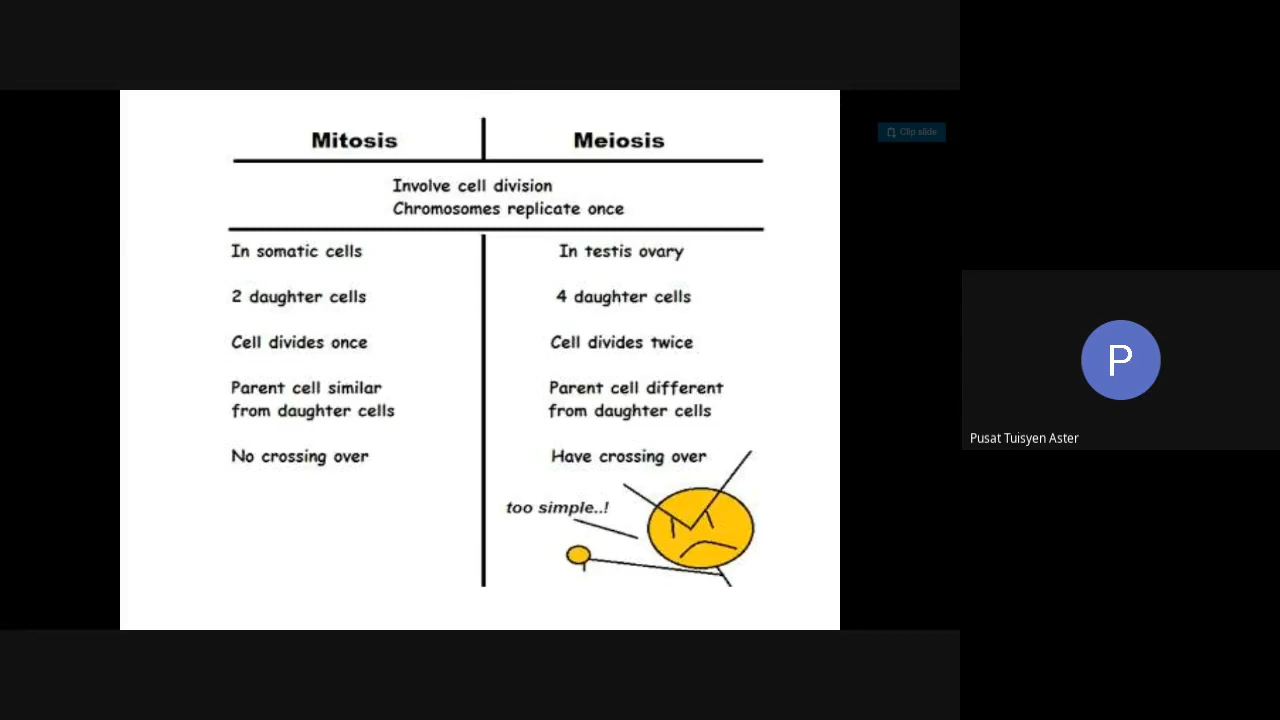 Mitosis
Meiosis
Involve cell division
Chromosomes replicate once
In somatic cells
In testis ovary
2 daughter cells
4 daughter cells
Cell divides once
Cell divides twice
Parent cell similar
from daughter cells
Parent cell different
from daughter cells
No crossing over
Have crossing over
too simple..!
Clip slide
P
Pusat Tuisyen Aster